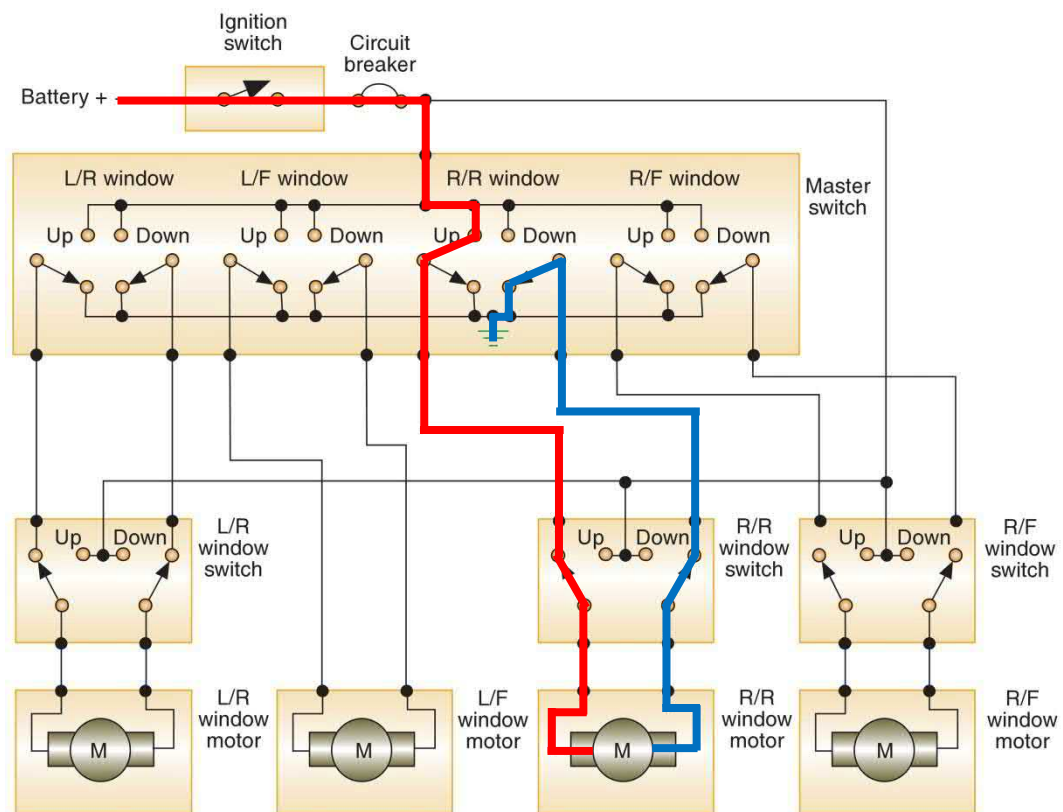 Ignition
switch
Circuit
breaker
Battery +
L/R window
L/F window
R/R window
R/F window
Master
switch
Up
Down
Up
Down
Up
Down
Up
Down
Up
Down
L/R
window
switch
Up
Down
R/R
window
switch
Up
Down
R/F
window
switch
M
L/R
window
motor
M
L/F
window
motor
M
R/R
window
motor
M
R/F
window
motor